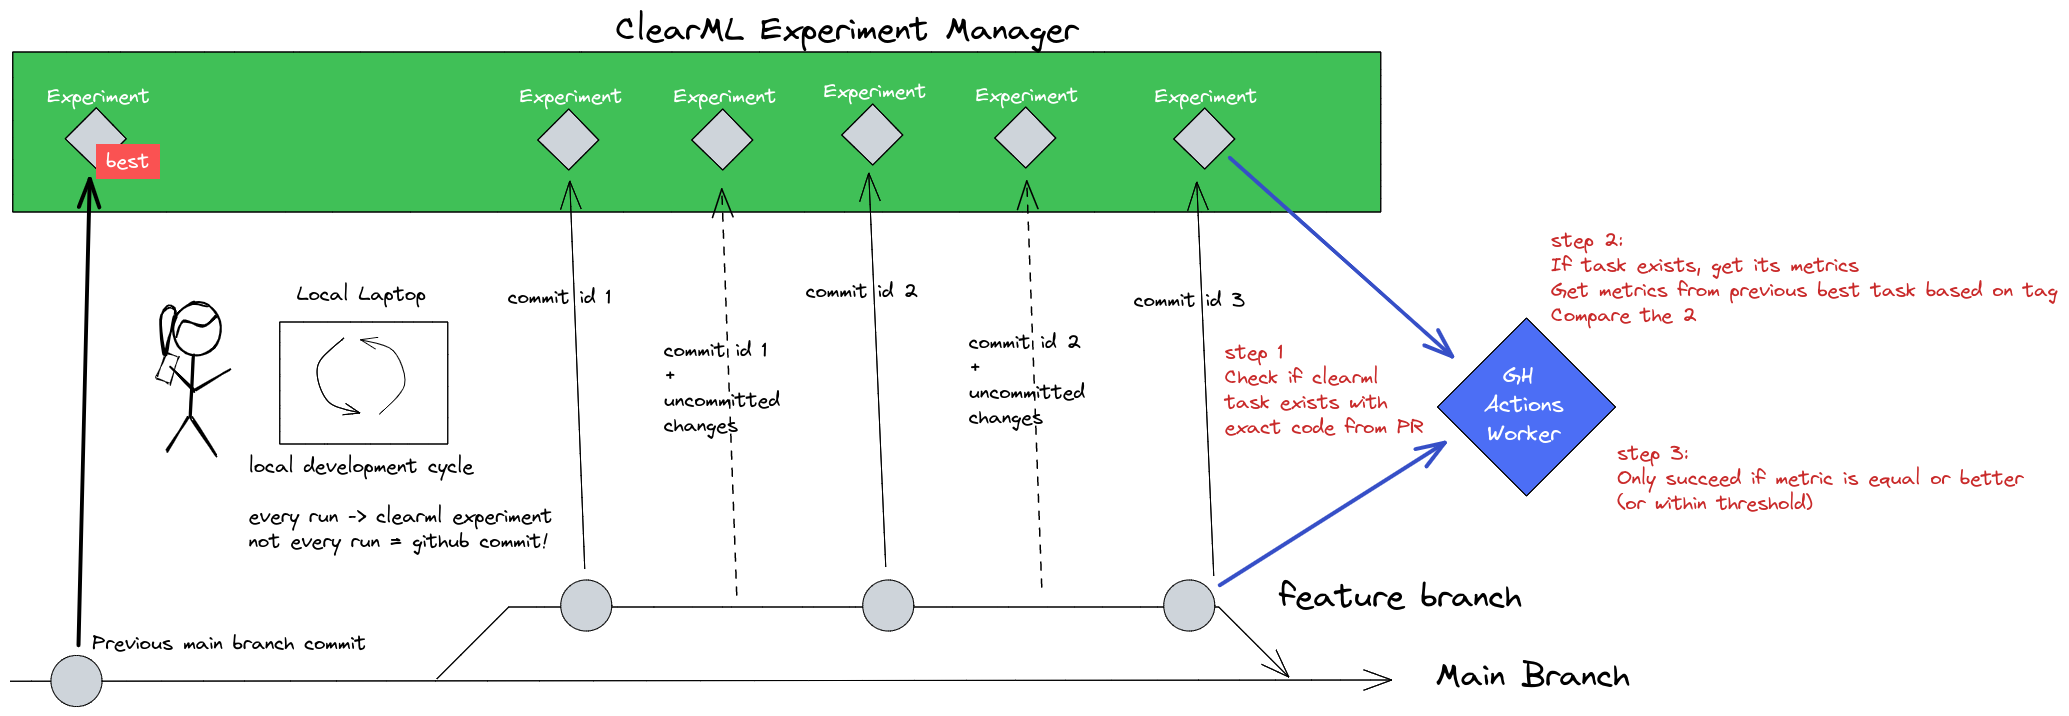 ClearML Experiment Manager
Experiment
best
Experiment
Experiment
Experiment
Experiment
Experiment
Local Laptop
local development cycle
every run -> clearml experiment
not every run = github commit!
commit id 1
commit id 1
+
uncommitted
changes
commit id 2
commit id 2
+
uncommitted
changes
commit id 3
step 1
Check if clearml
task exists with
exact code from PR
step 2:
If task exists, get its metrics
Get metrics from previous best task based on tag
Compare the 2
GH
Actions
Worker
step 3:
Only succeed if metric is equal or better
(or within threshold)
feature branch
Previous main branch commit
Main Branch